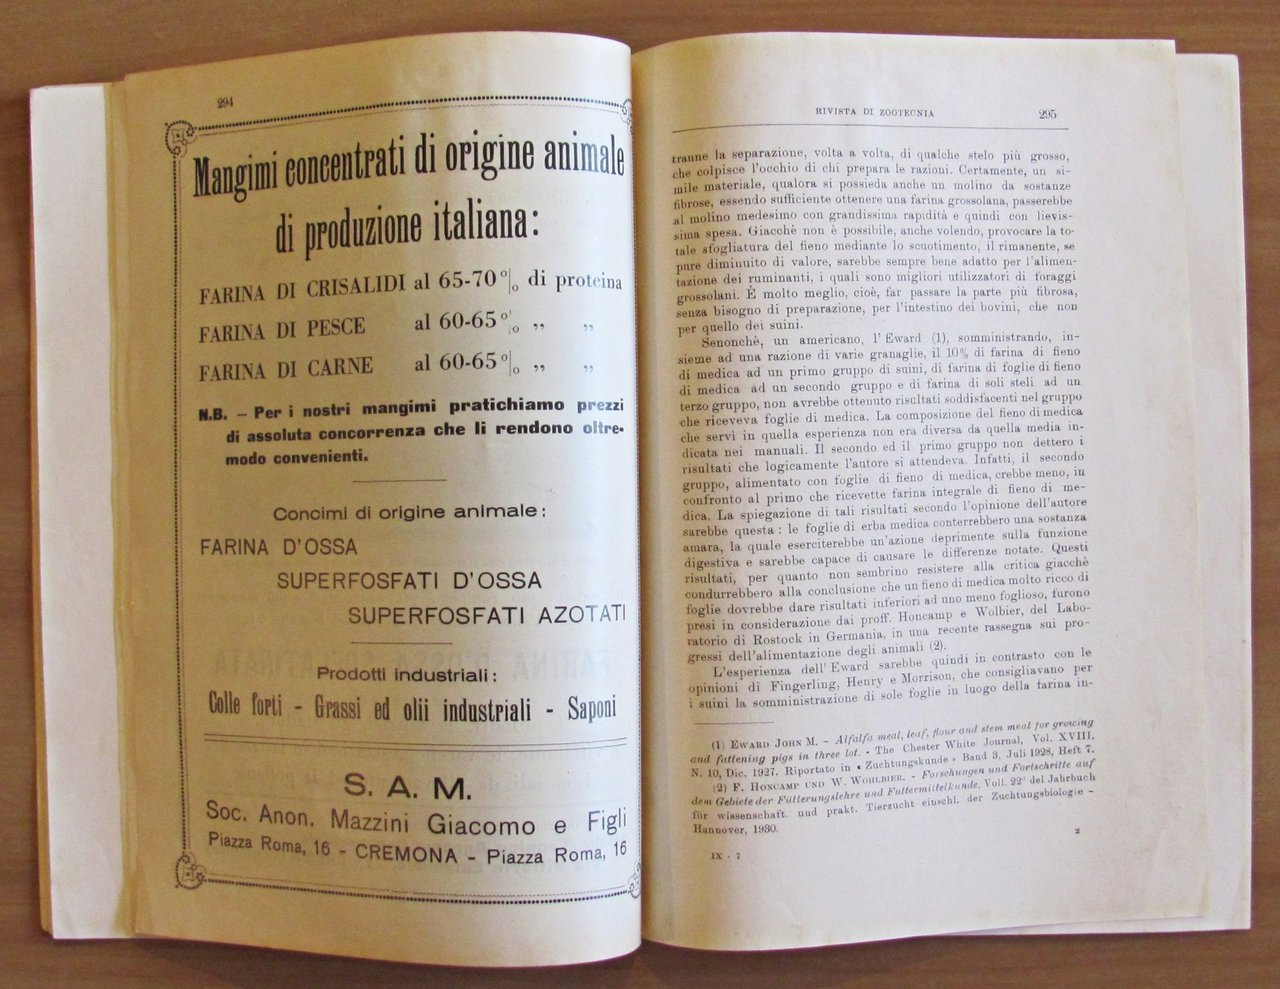 294
Mangimi concentrati di origine animale
di produzione italiana:
FARINA DI CRISALIDI al 65-70 % di proteina
FARINA DI PESCE al 60-65 % „ „
FARINA DI CARNE al 60-65 % „ „
N.B. – Per i nostri mangimi pratichiamo prezzi
di assoluta concorrenza che li rendono oltre-
modo convenienti.
Concimi di origine animale:
FARINA D'OSSA
SUPERFOSFATI D'OSSA
SUPERFOSFATI AZOTATI
Prodotti industriali:
Colle forti - Grassi ed olii industriali - Saponi
S. A. M.
Soc. Anon. Mazzini Giacomo e Figli
Piazza Roma, 16 - CREMONA - Piazza Roma, 16
RIVISTA DI ZOOTECNIA 295
tranne la separazione, volta a volta, di qualche stelo più grosso,
che colpisce l'occhio di chi prepara le razioni. Certamente, un si-
mile materiale, qualora si possieda anche un molino da sostanze
fibrose, essendo sufficiente ottenere una farina grossolana, passerebbe
al molino medesimo con grandissima rapidità e quindi con lievis-
sima spesa. Giacchè non è possibile, anche volendo, provocare la to-
tale sfogliatura del fieno mediante lo scuotimento, il rimanente, se
pure diminuito di valore, sarebbe sempre bene adatto per l'alimen-
tazione dei ruminanti, i quali sono migliori utilizzatori di foraggi
grossolani. È molto meglio, cioè, far passare la parte più fibrosa,
senza bisogno di preparazione, per l'intestino dei bovini, che non
per quello dei suini.
Senonchè, un americano, l'Eward (1), somministrando, in-
sieme ad una razione di varie granaglie, il 10% di farina di fieno
di medica ad un primo gruppo di suini, di farina di foglie di fieno
di medica ad un secondo gruppo e di farina di soli steli ad un
terzo gruppo, non avrebbe ottenuto risultati soddisfacenti nel gruppo
che riceveva foglie di medica. La composizione del fieno di medica
che servì in quella esperienza non era diversa da quella media in-
dicata nei manuali. Il secondo ed il primo gruppo non dettero i
risultati che logicamente l'autore si attendeva. Infatti, il secondo
gruppo, alimentato con foglie di fieno di medica, crebbe meno, in
confronto al primo che ricevette farina integrale di fieno di me-
dica. La spiegazione di tali risultati secondo l'opinione dell'autore
sarebbe questa: le foglie di erba medica conterrebbero una sostanza
amara, la quale eserciterebbe un'azione deprimente sulla funzione
digestiva e sarebbe capace di causare le differenze notate. Questi
risultati, per quanto non sembrino resistere alla critica giacchè
condurrebbero alla conclusione che un fieno di medica molto ricco di
foglie dovrebbe dare risultati inferiori ad uno meno foglioso, furono
presi in considerazione dai proff. Honcamp e Wolbier, del Labo-
ratorio di Rostock in Germania, in una recente rassegna sui pro-
gressi dell'alimentazione degli animali (2).
L'esperienza dell'Eward sarebbe quindi in contrasto con le
opinioni di Fingerling, Henry e Morrison, che consigliavano per
i suini la somministrazione di sole foglie in luogo della farina in-
(1) EWARD JOHN M. - Alfalfa meal, leaf, flour and stem meal for growing
and fattening pigs in three lot. - The Chester White Journal, Vol. XVIII,
N. 10, Dic. 1927. Riportato in « Zuchtungskunde » Band 3, Juli 1928, Heft 7.
(2) F. HONCAMP UND W. WOHLBIER. - Forschungen und Fortschritte auf
dem Gebiete der Fütterungslehre und Futtermittelkunde, Voll. 22° del Jahrbuch
für wissenschaft. und prakt. Tierzucht eiuschl. der Zuchtungsbiologie -
Hannover, 1930.
2
IX - 7